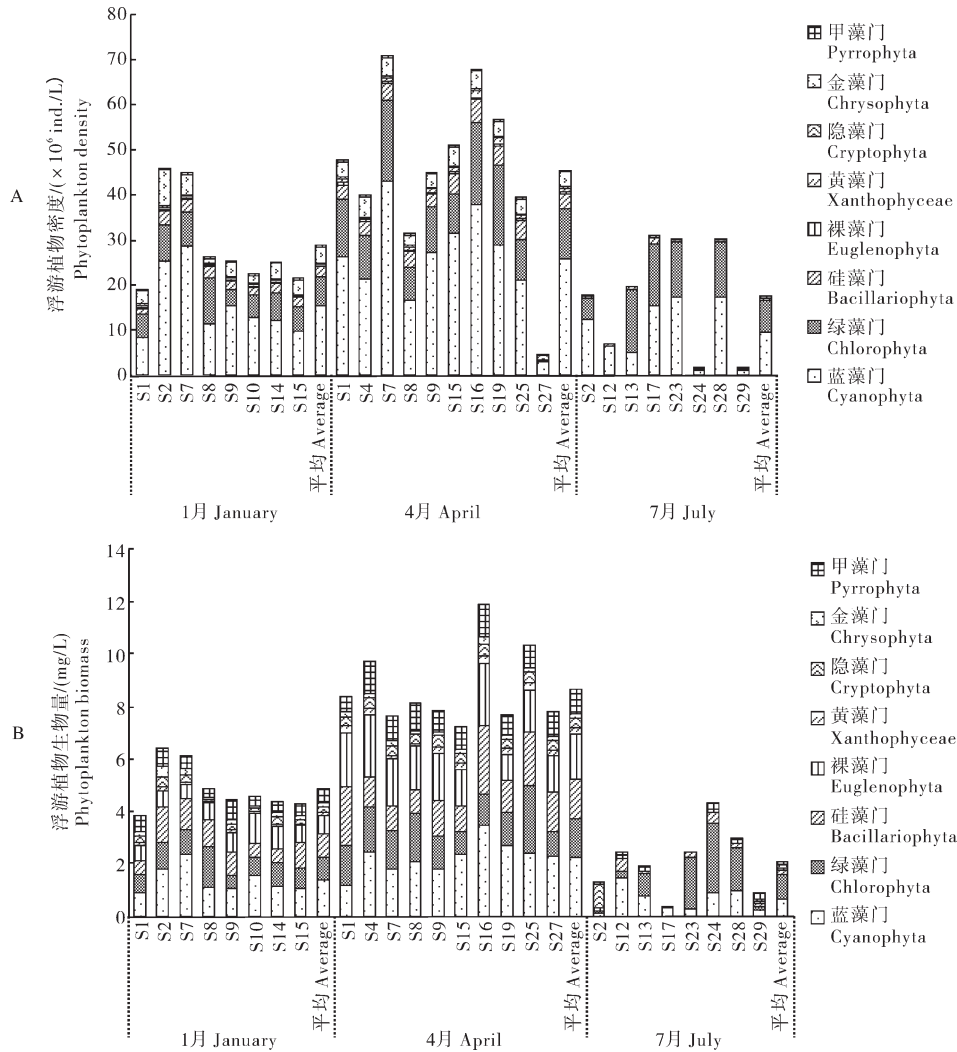 80
70
60
50
40
30
20
10
0
浮游植物密度/(×10⁶ ind./L)
Phytoplankton density
A
甲藻门
Pyrrophyta
金藻门
Chrysophyta
隐藻门
Cryptophyta
黄藻门
Xanthophyceae
裸藻门
Euglenophyta
硅藻门
Bacillariophyta
绿藻门
Chlorophyta
蓝藻门
Cyanophyta
S1 S2 S7 S8 S9 S10 S14 S15 平均 Average S1 S4 S7 S8 S9 S15 S16 S19 S25 S27 平均 Average S2 S12 S13 S17 S23 S24 S28 S29 平均 Average
1月 January 4月 April 7月 July
14
12
10
8
6
4
2
0
浮游植物生物量/(mg/L)
Phytoplankton biomass
B
甲藻门
Pyrrophyta
金藻门
Chrysophyta
隐藻门
Cryptophyta
黄藻门
Xanthophyceae
裸藻门
Euglenophyta
硅藻门
Bacillariophyta
绿藻门
Chlorophyta
蓝藻门
Cyanophyta
S1 S2 S7 S8 S9 S10 S14 S15 平均 Average S1 S4 S7 S8 S9 S15 S16 S19 S25 S27 平均 Average S2 S12 S13 S17 S23 S24 S28 S29 平均 Average
1月 January 4月 April 7月 July